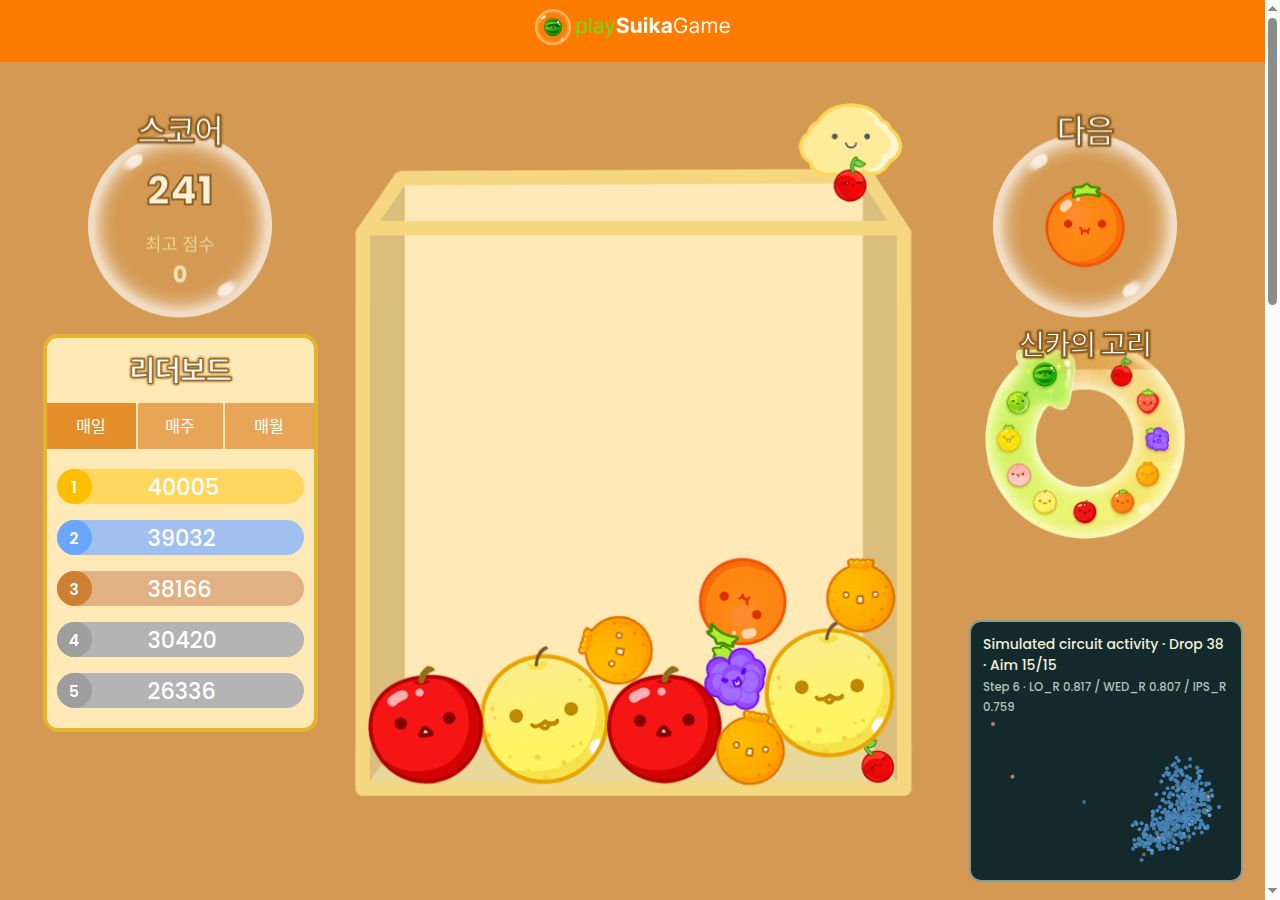 playSuikaGame
스코어
241
최고 점수
0
다음
신카의 고리
리더보드
매일 매주 매월
1 40005
2 39032
3 38166
4 30420
5 26336
Simulated circuit activity · Drop 38
· Aim 15/15
Step 6 · LO_R 0.817 / WED_R 0.807 / IPS_R
0.759